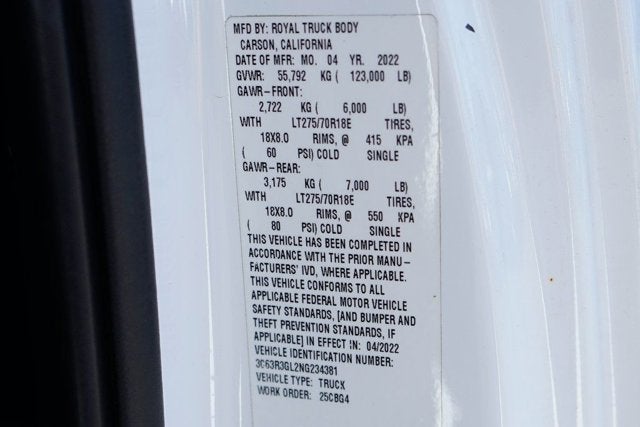 MFD BY: ROYAL TRUCK BODY
CARSON, CALIFORNIA
DATE OF MFR: MO. 04 YR. 2022
GVWR: 55,792 KG ( 123,000 LB)
GAWR-FRONT:
2,722 KG ( 6,000 LB)
WITH LT275/70R18E TIRES,
18X8.0 RIMS, @ 415 KPA
( 60 PSI) COLD SINGLE
GAWR-REAR:
3,175 KG ( 7,000 LB)
WITH LT275/70R18E TIRES,
18X8.0 RIMS, @ 550 KPA
( 80 PSI) COLD SINGLE
THIS VEHICLE HAS BEEN COMPLETED IN
ACCORDANCE WITH THE PRIOR MANU-
FACTURERS' IVD, WHERE APPLICABLE.
THIS VEHICLE CONFORMS TO ALL
APPLICABLE FEDERAL MOTOR VEHICLE
SAFETY STANDARDS, [AND BUMPER AND
THEFT PREVENTION STANDARDS, IF
APPLICABLE] IN EFFECT IN: 04/2022
VEHICLE IDENTIFICATION NUMBER:
3C63R3GL2NG234381
VEHICLE TYPE: TRUCK
WORK ORDER: 25CBG4